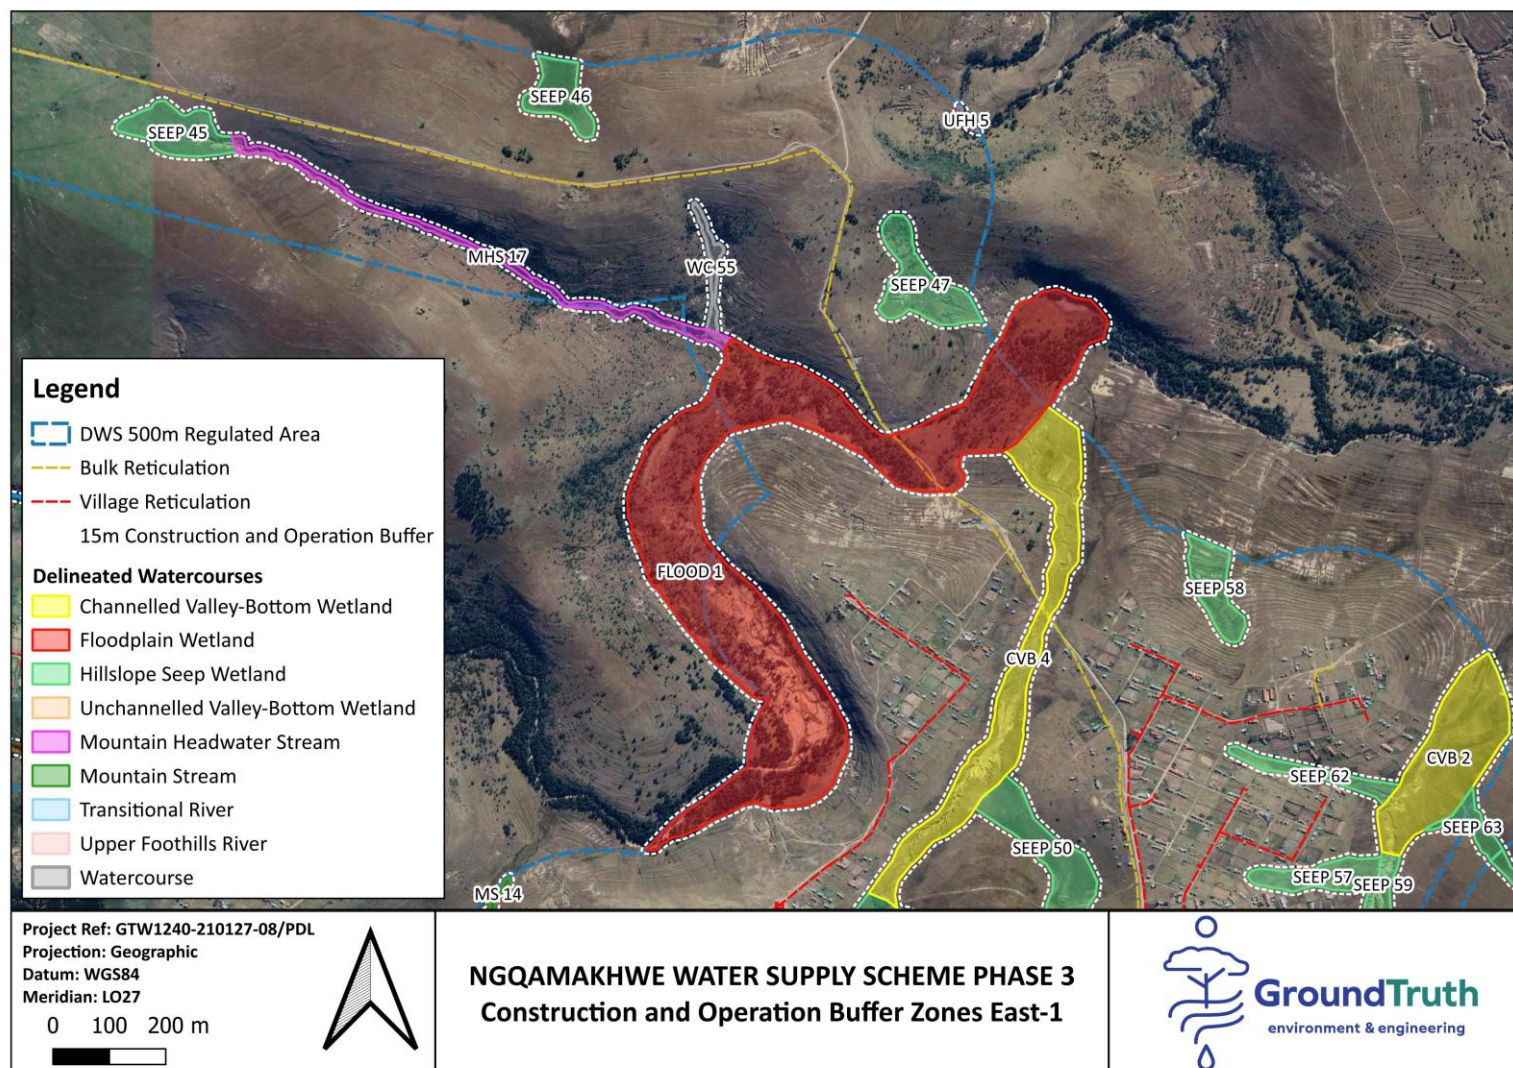 SEEP 46
UFH 5
SEEP 45
MHS 17
WC 55
SEEP 47
FLOOD 1
SEEP 58
CVB 4
CVB 2
SEEP 62
SEEP 63
SEEP 50
SEEP 57
SEEP 59
MS 14
Legend
DWS 500m Regulated Area
Bulk Reticulation
Village Reticulation
15m Construction and Operation Buffer
Delineated Watercourses
Channelled Valley-Bottom Wetland
Floodplain Wetland
Hillslope Seep Wetland
Unchannelled Valley-Bottom Wetland
Mountain Headwater Stream
Mountain Stream
Transitional River
Upper Foothills River
Watercourse
Project Ref: GTW1240-210127-08/PDL
Projection: Geographic
Datum: WGS84
Meridian: LO27
0 100 200 m
NGQAMAKHWE WATER SUPPLY SCHEME PHASE 3
Construction and Operation Buffer Zones East-1
GroundTruth
environment & engineering